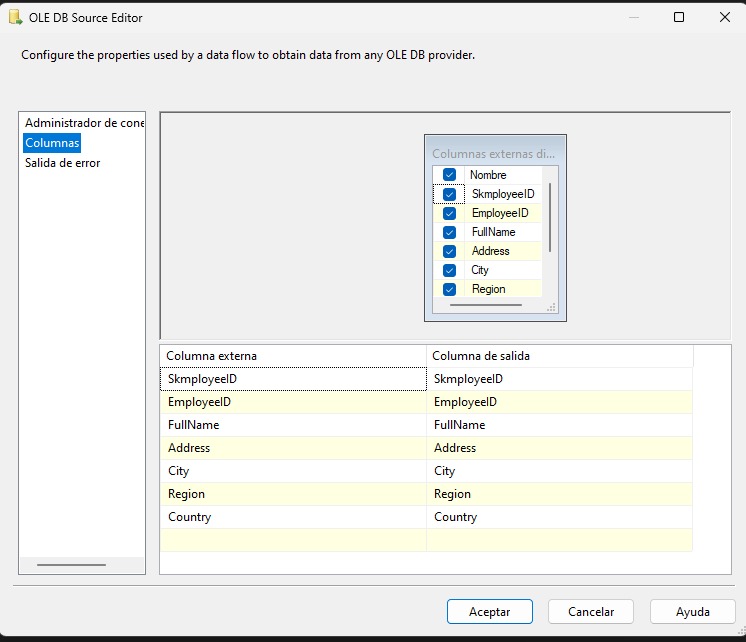 OLE DB Source Editor
Configure the properties used by a data flow to obtain data from any OLE DB provider.
Administrador de cone
Columnas
Salida de error
Columnas externas di...
Nombre
SkmployeeID
EmployeeID
FullName
Address
City
Region
Columna externa Columna de salida
SkmployeeID SkmployeeID
EmployeeID EmployeeID
FullName FullName
Address Address
City City
Region Region
Country Country
Aceptar Cancelar Ayuda